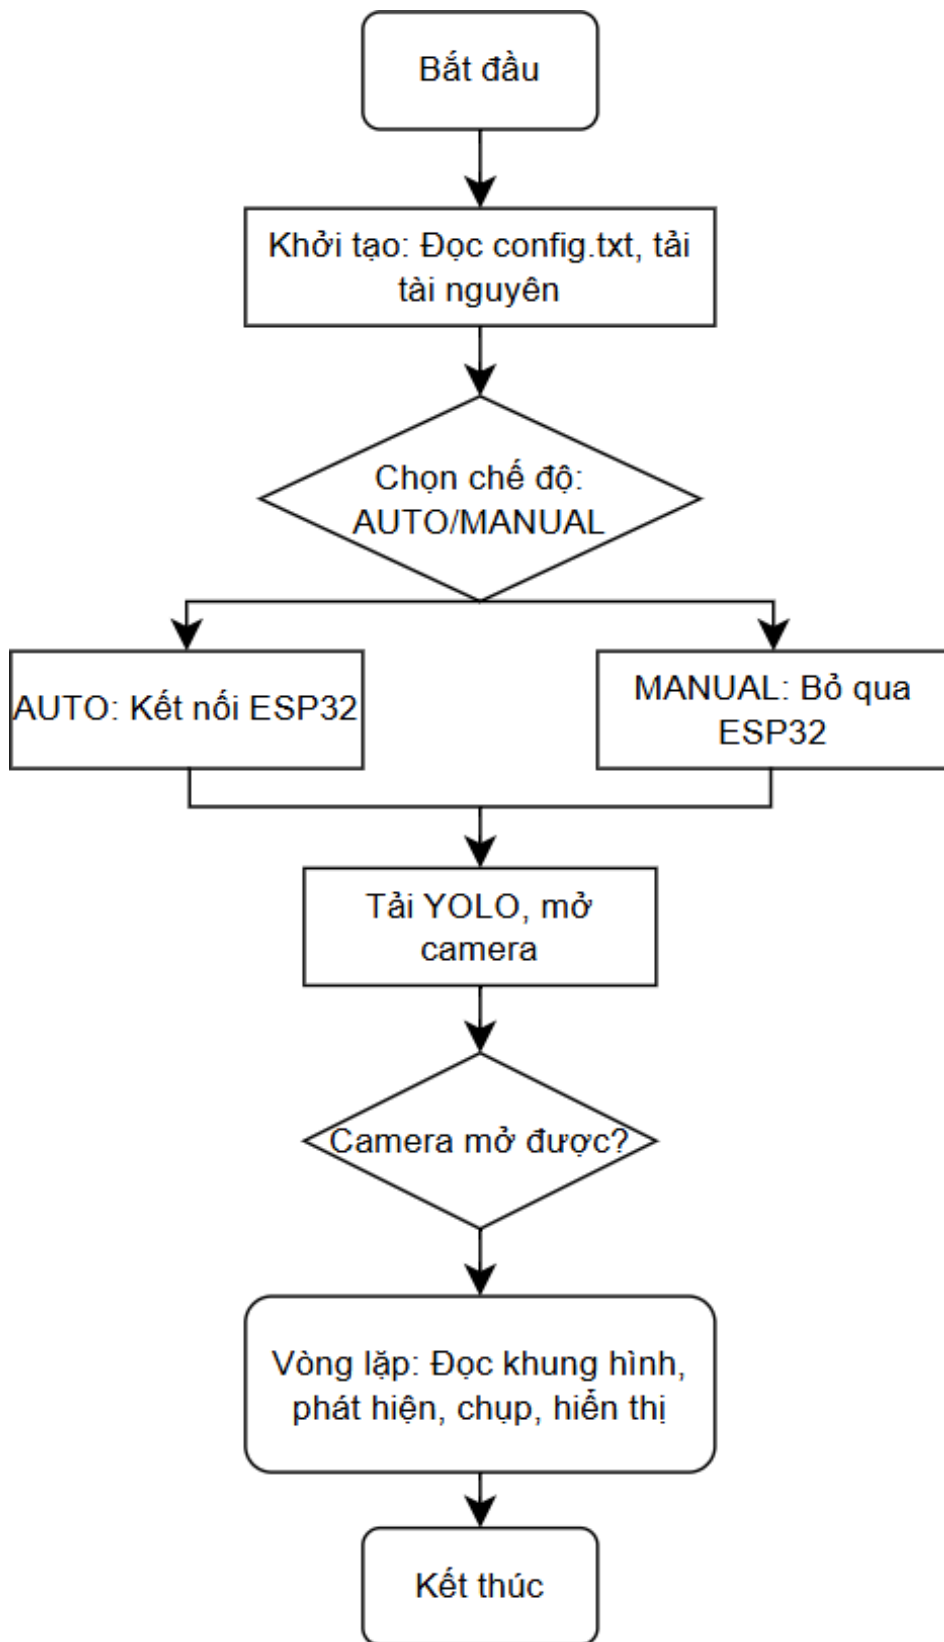 Bắt đầu
Khởi tạo: Đọc config.txt, tải
tài nguyên
Chọn chế độ:
AUTO/MANUAL
AUTO: Kết nối ESP32
MANUAL: Bỏ qua
ESP32
Tải YOLO, mở
camera
Camera mở được?
Vòng lặp: Đọc khung hình,
phát hiện, chụp, hiển thị
Kết thúc